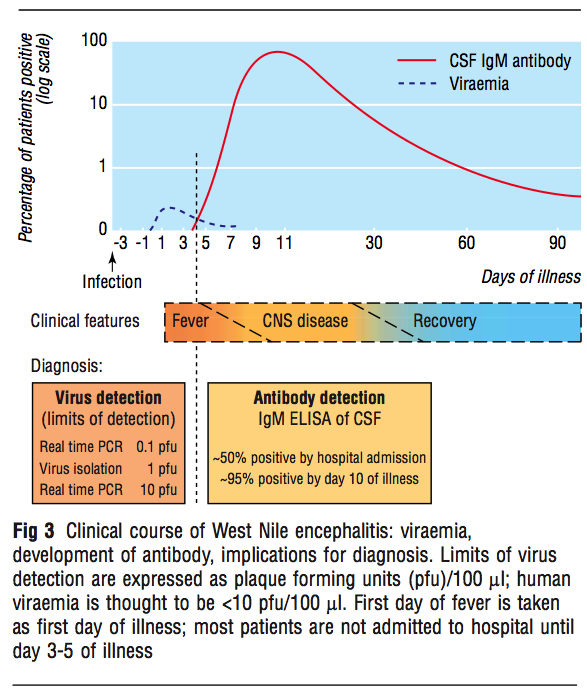 Percentage of patients positive
(log scale)
100
10
1
0
CSF IgM antibody
Viraemia
-3 -1 1 3 5 7 9 11 30 60 90
Infection
Days of illness
Clinical features
Fever
CNS disease
Recovery
Diagnosis:
Virus detection
(limits of detection)
Real time PCR 0.1 pfu
Virus isolation 1 pfu
Real time PCR 10 pfu
Antibody detection
IgM ELISA of CSF
~50% positive by hospital admission
~95% positive by day 10 of illness
Fig 3 Clinical course of West Nile encephalitis: viraemia,
development of antibody, implications for diagnosis. Limits of virus
detection are expressed as plaque forming units (pfu)/100 µl; human
viraemia is thought to be <10 pfu/100 µl. First day of fever is taken
as first day of illness; most patients are not admitted to hospital until
day 3-5 of illness